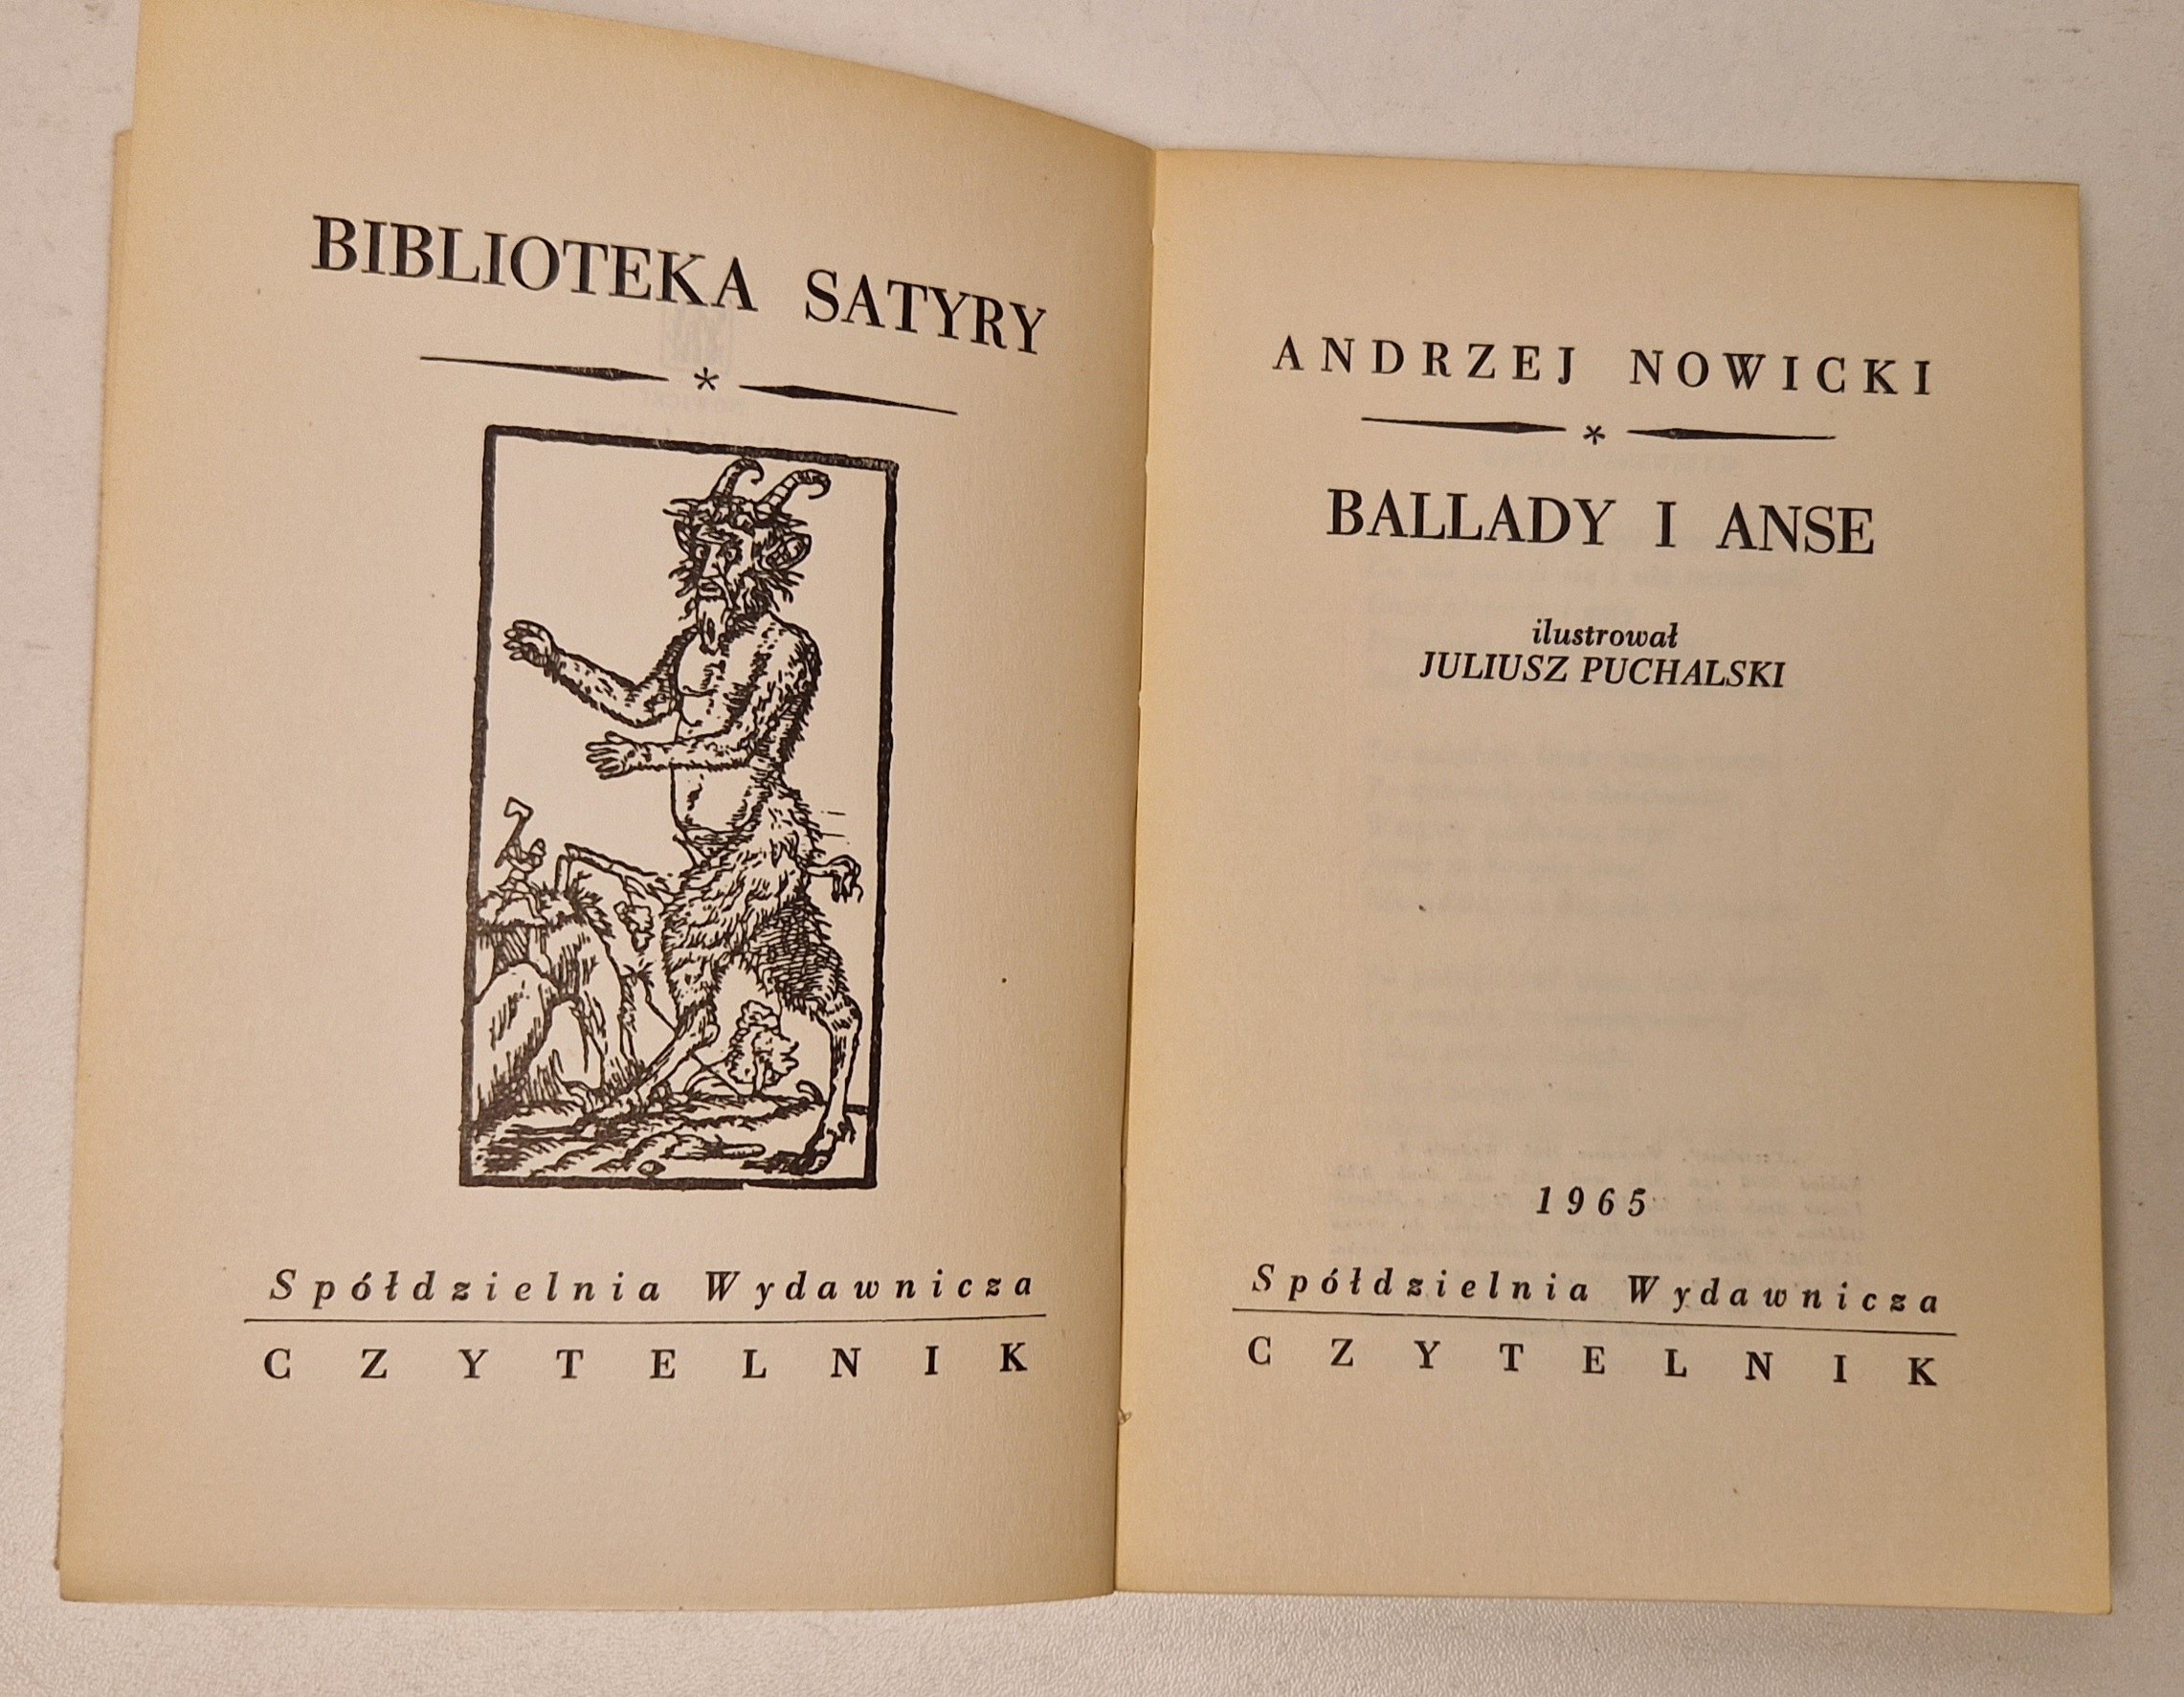 BIBLIOTEKA SATYRY
*
Spółdzielnia Wydawnicza
CZYTELNIK
ANDRZEJ NOWICKI
*
BALLADY I ANSE
ilustrował
JULIUSZ PUCHALSKI
1965
Spółdzielnia Wydawnicza
CZYTELNIK